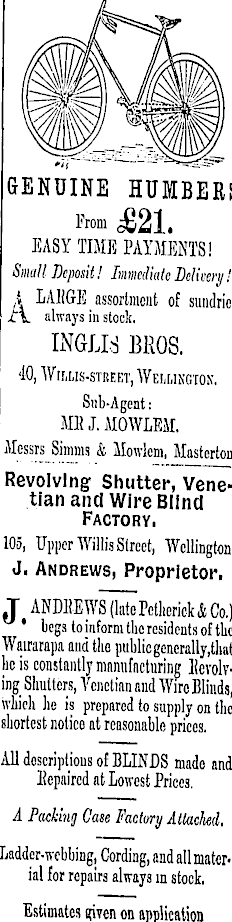 GENUINE HUMBERS
From £21.
EASY TIME PAYMENTS!
Small Deposit! Immediate Delivery!
A LARGE assortment of sundrie
always in stock.
INGLIS BROS.
40, WILLIS-STREET, WELLINGTON.
Sub-Agent:
MR J. MOWLEM.
Messrs Simms & Mowlem, Masterton
Revolving Shutter, Vene-
tian and Wire Blind
FACTORY.
105, Upper Willis Street, Wellington
J. ANDREWS, Proprietor.
J. ANDREWS (late Petherick & Co.)
begs to inform the residents of the
Wairarapa and the public generally, that
he is constantly manufacturing Revolv-
ing Shutters, Venetian and Wire Blinds,
which he is prepared to supply on the
shortest notice at reasonable prices.
All descriptions of BLINDS made and
Repaired at Lowest Prices.
A Packing Case Factory Attached.
Ladder-webbing, Cording, and all mater-
ial for repairs always in stock.
Estimates given on application